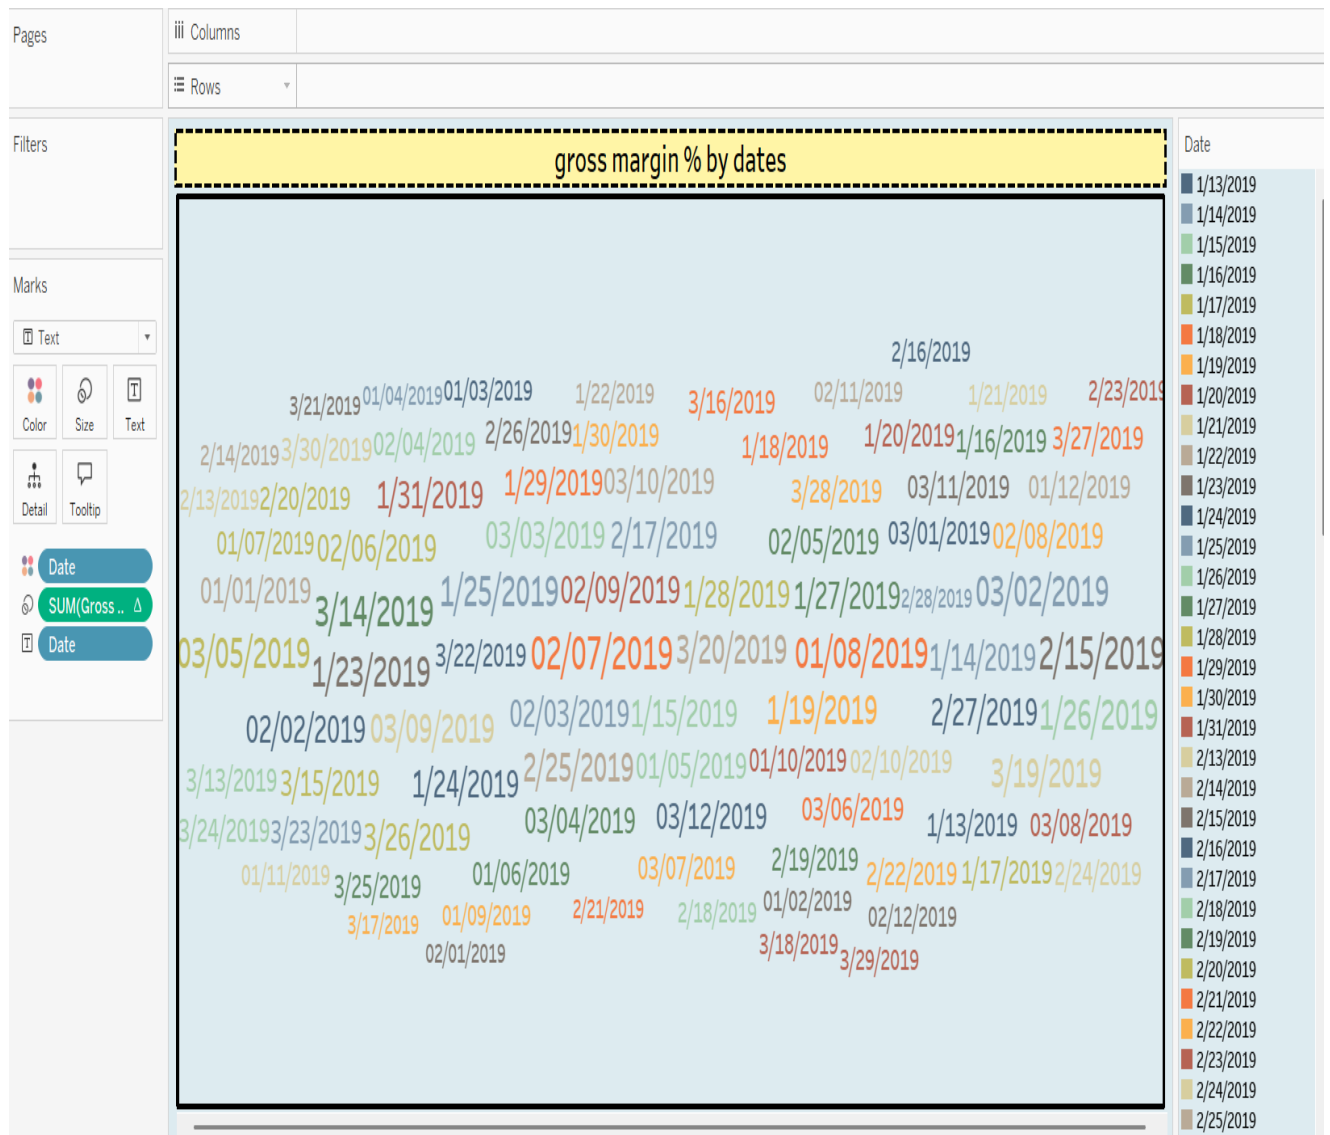 Pages
Columns
Rows
Filters
Marks
Text
Color Size Text
Detail Tooltip
Date
SUM(Gross .. Δ
Date
gross margin % by dates
2/16/2019
3/21/2019 01/04/2019 01/03/2019 1/22/2019 3/16/2019 02/11/2019 1/21/2019 2/23/2019
2/14/2019 3/30/2019 02/04/2019 2/26/2019 1/30/2019 1/18/2019 1/20/2019 1/16/2019 3/27/2019
2/13/2019 2/20/2019 1/31/2019 1/29/2019 03/10/2019 3/28/2019 03/11/2019 01/12/2019
01/07/2019 02/06/2019 03/03/2019 2/17/2019 02/05/2019 03/01/2019 02/08/2019
01/01/2019 3/14/2019 1/25/2019 02/09/2019 1/28/2019 1/27/2019 2/28/2019 03/02/2019
03/05/2019 1/23/2019 3/22/2019 02/07/2019 3/20/2019 01/08/2019 1/14/2019 2/15/2019
02/02/2019 03/09/2019 02/03/2019 1/15/2019 1/19/2019 2/27/2019 1/26/2019
3/13/2019 3/15/2019 1/24/2019 2/25/2019 01/05/2019 01/10/2019 02/10/2019 3/19/2019
3/24/2019 3/23/2019 3/26/2019 03/04/2019 03/12/2019 03/06/2019 1/13/2019 03/08/2019
01/11/2019 3/25/2019 01/06/2019 03/07/2019 2/19/2019 2/22/2019 1/17/2019 2/24/2019
3/17/2019 01/09/2019 2/21/2019 2/18/2019 01/02/2019 02/12/2019
02/01/2019 3/18/2019 3/29/2019
Date
1/13/2019
1/14/2019
1/15/2019
1/16/2019
1/17/2019
1/18/2019
1/19/2019
1/20/2019
1/21/2019
1/22/2019
1/23/2019
1/24/2019
1/25/2019
1/26/2019
1/27/2019
1/28/2019
1/29/2019
1/30/2019
1/31/2019
2/13/2019
2/14/2019
2/15/2019
2/16/2019
2/17/2019
2/18/2019
2/19/2019
2/20/2019
2/21/2019
2/22/2019
2/23/2019
2/24/2019
2/25/2019